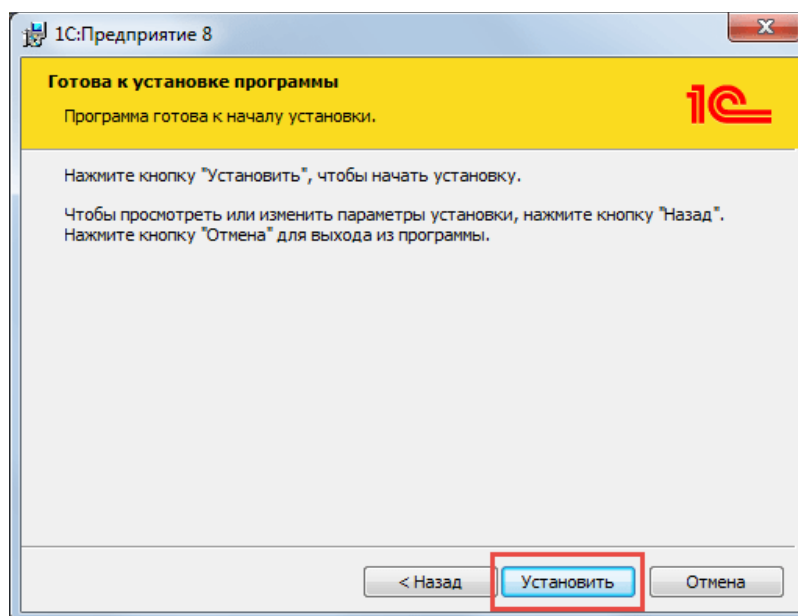 1С:Предприятие 8
Готова к установке программы
1С
Программа готова к началу установки.
Нажмите кнопку "Установить", чтобы начать установку.
Чтобы просмотреть или изменить параметры установки, нажмите кнопку "Назад".
Нажмите кнопку "Отмена" для выхода из программы.
< Назад
Установить
Отмена